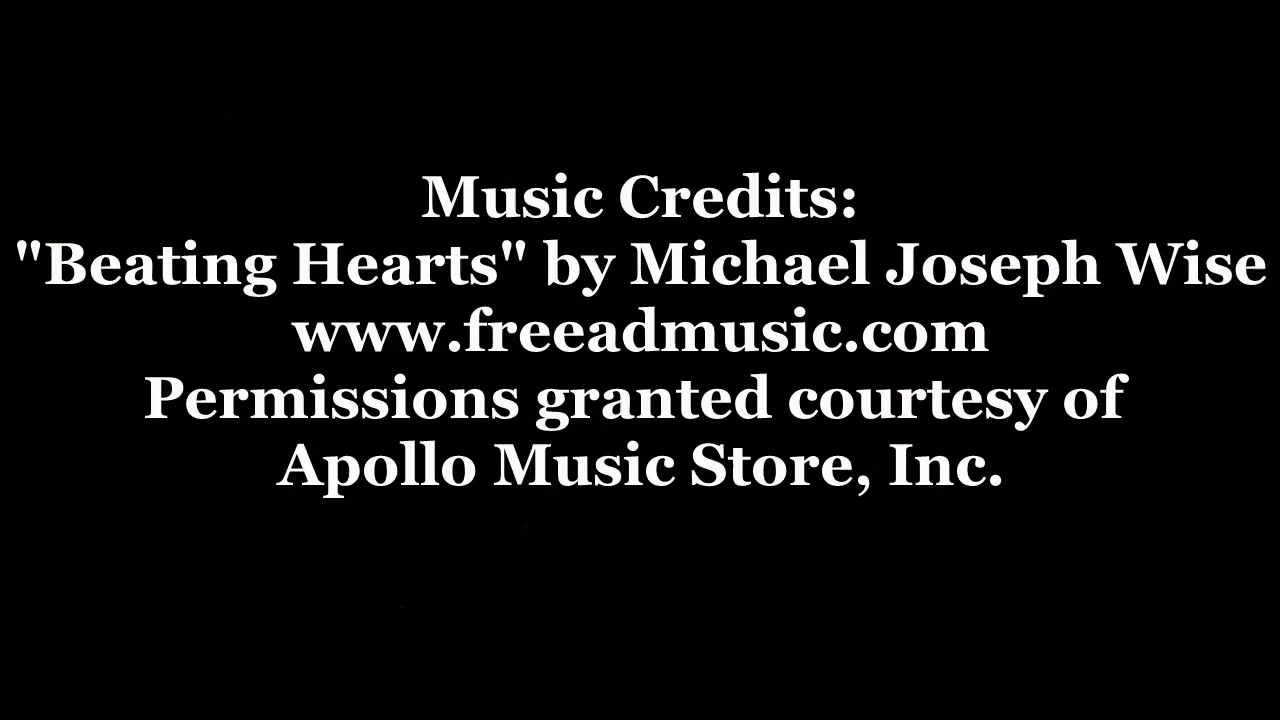 Music Credits:
"Beating Hearts" by Michael Joseph Wise
www.freeadmusic.com
Permissions granted courtesy of
Apollo Music Store, Inc.